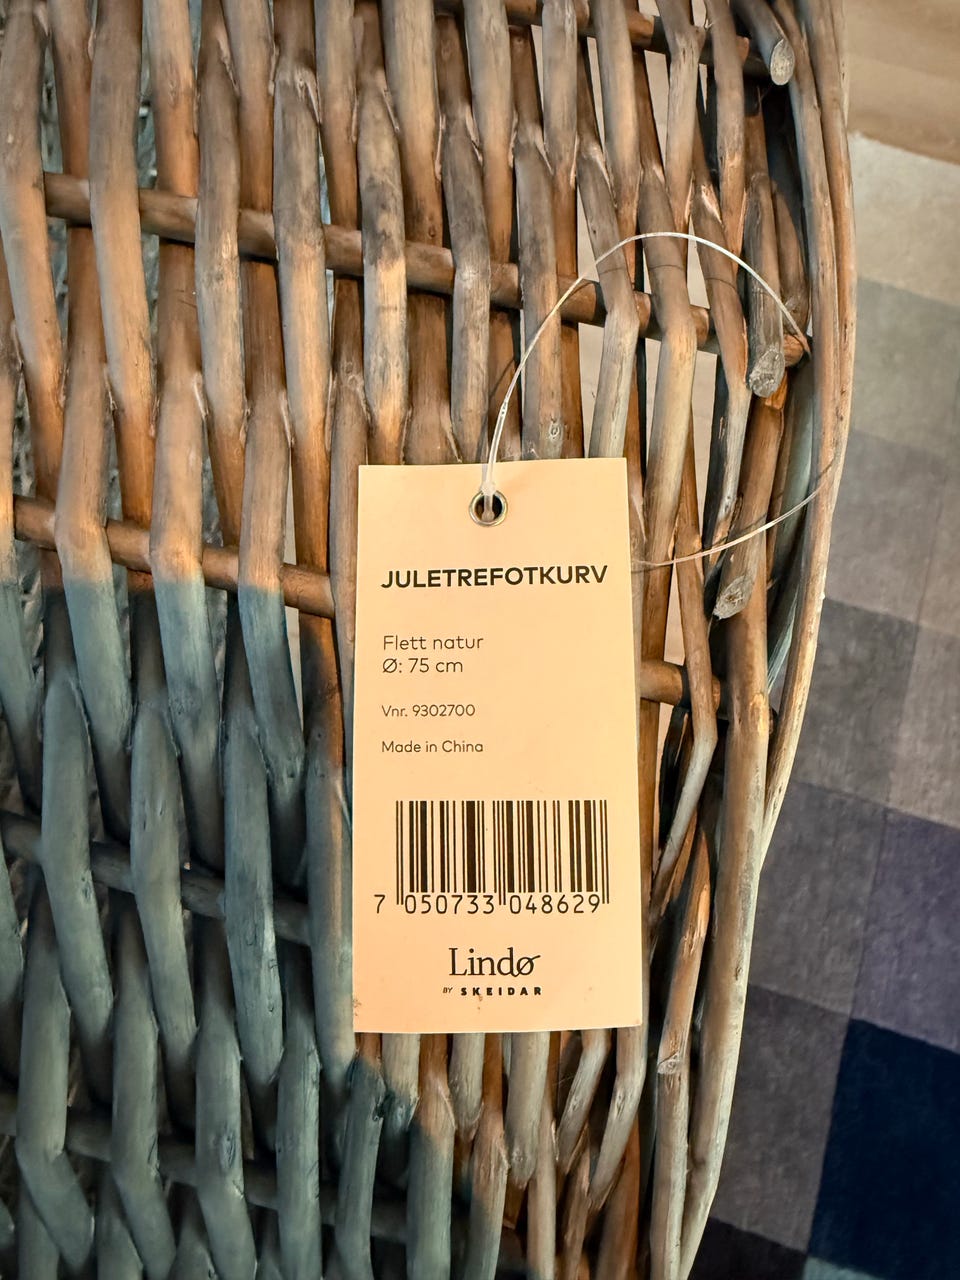 JULETREFOTKURV
Flett natur
Ø: 75 cm
Vnr. 9302700
Made in China
7 050733 048629
Lindø
BY SKEIDAR